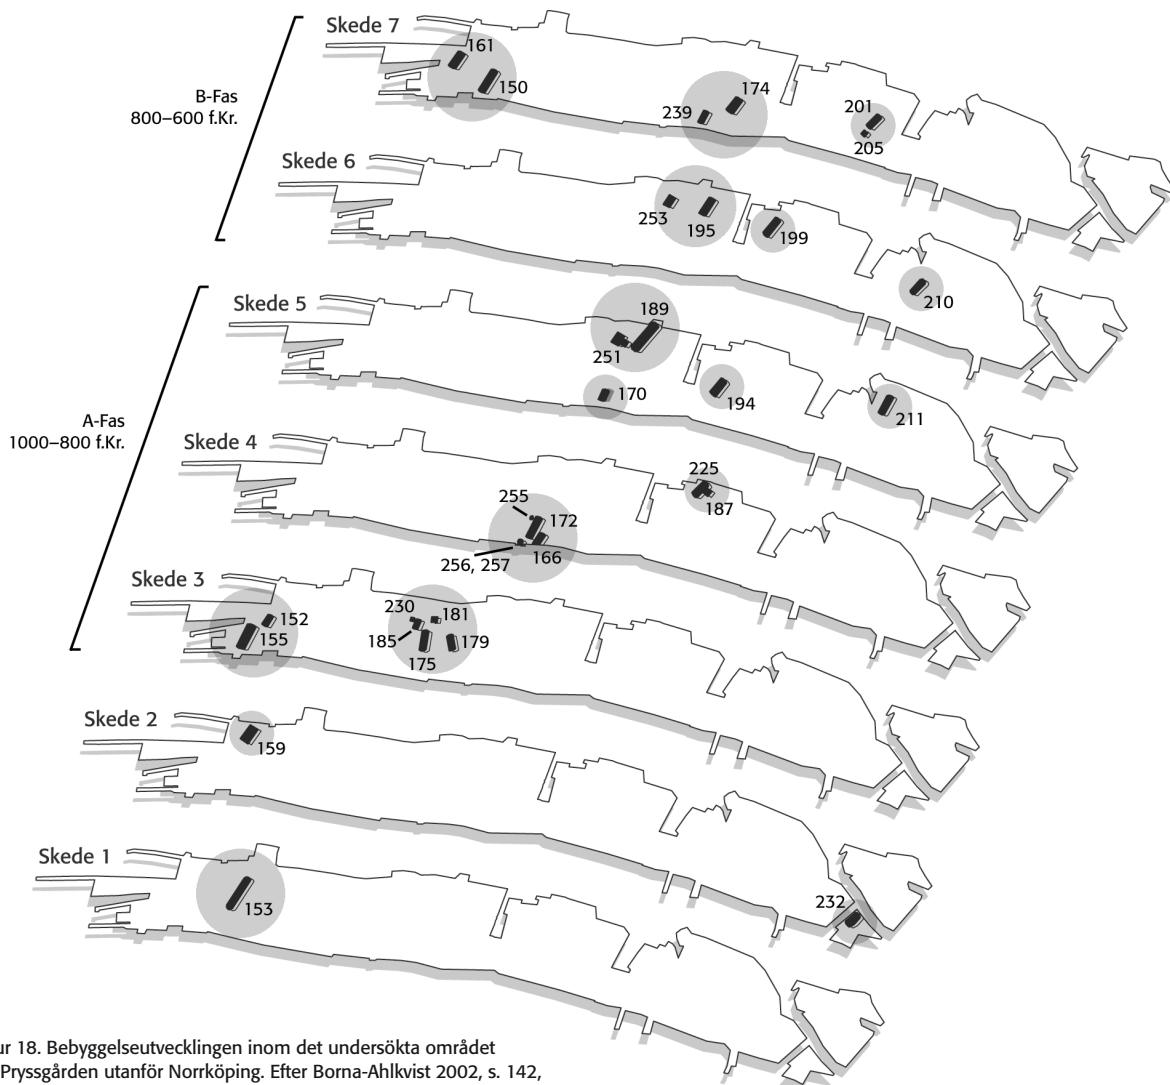 Skede 7
161
150
174
239
201
205
B-Fas
800–600 f.Kr.
Skede 6
253
195
199
210
Skede 5
189
251
170
194
211
A-Fas
1000–800 f.Kr.
Skede 4
225
187
255
172
166
256, 257
Skede 3
152
155
230
181
185
175
179
Skede 2
159
232
Skede 1
153
ur 18. Bebyggelseutvecklingen inom det undersökta området
Pryssgården utanför Norrköping. Efter Borna-Ahlkvist 2002, s. 142,